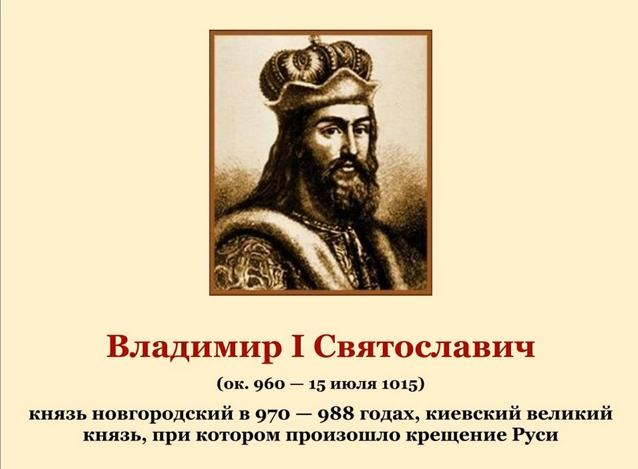 Владимир I Святославич
(ок. 960 — 15 июля 1015)
князь новгородский в 970 — 988 годах, киевский великий
князь, при котором произошло крещение Руси